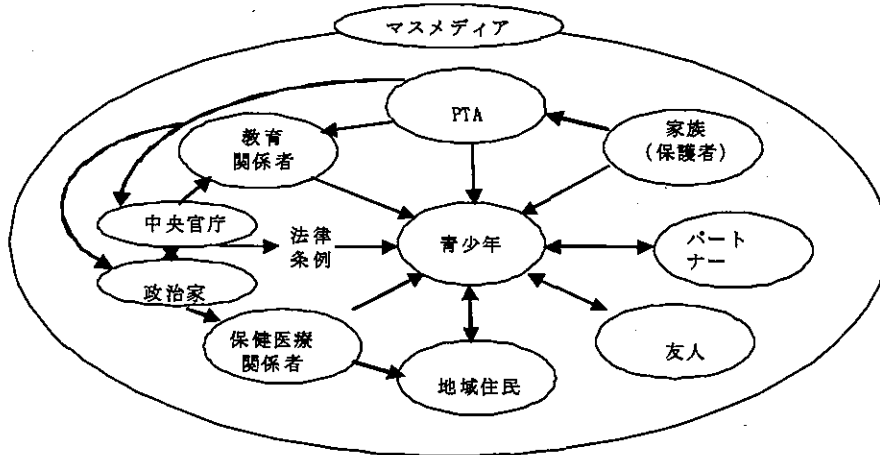 マスメディア
PTA
教育
関係者
家族
(保護者)
中央官庁
法律
条例
青少年
パート
ナー
政治家
保健医療
関係者
地域住民
友人